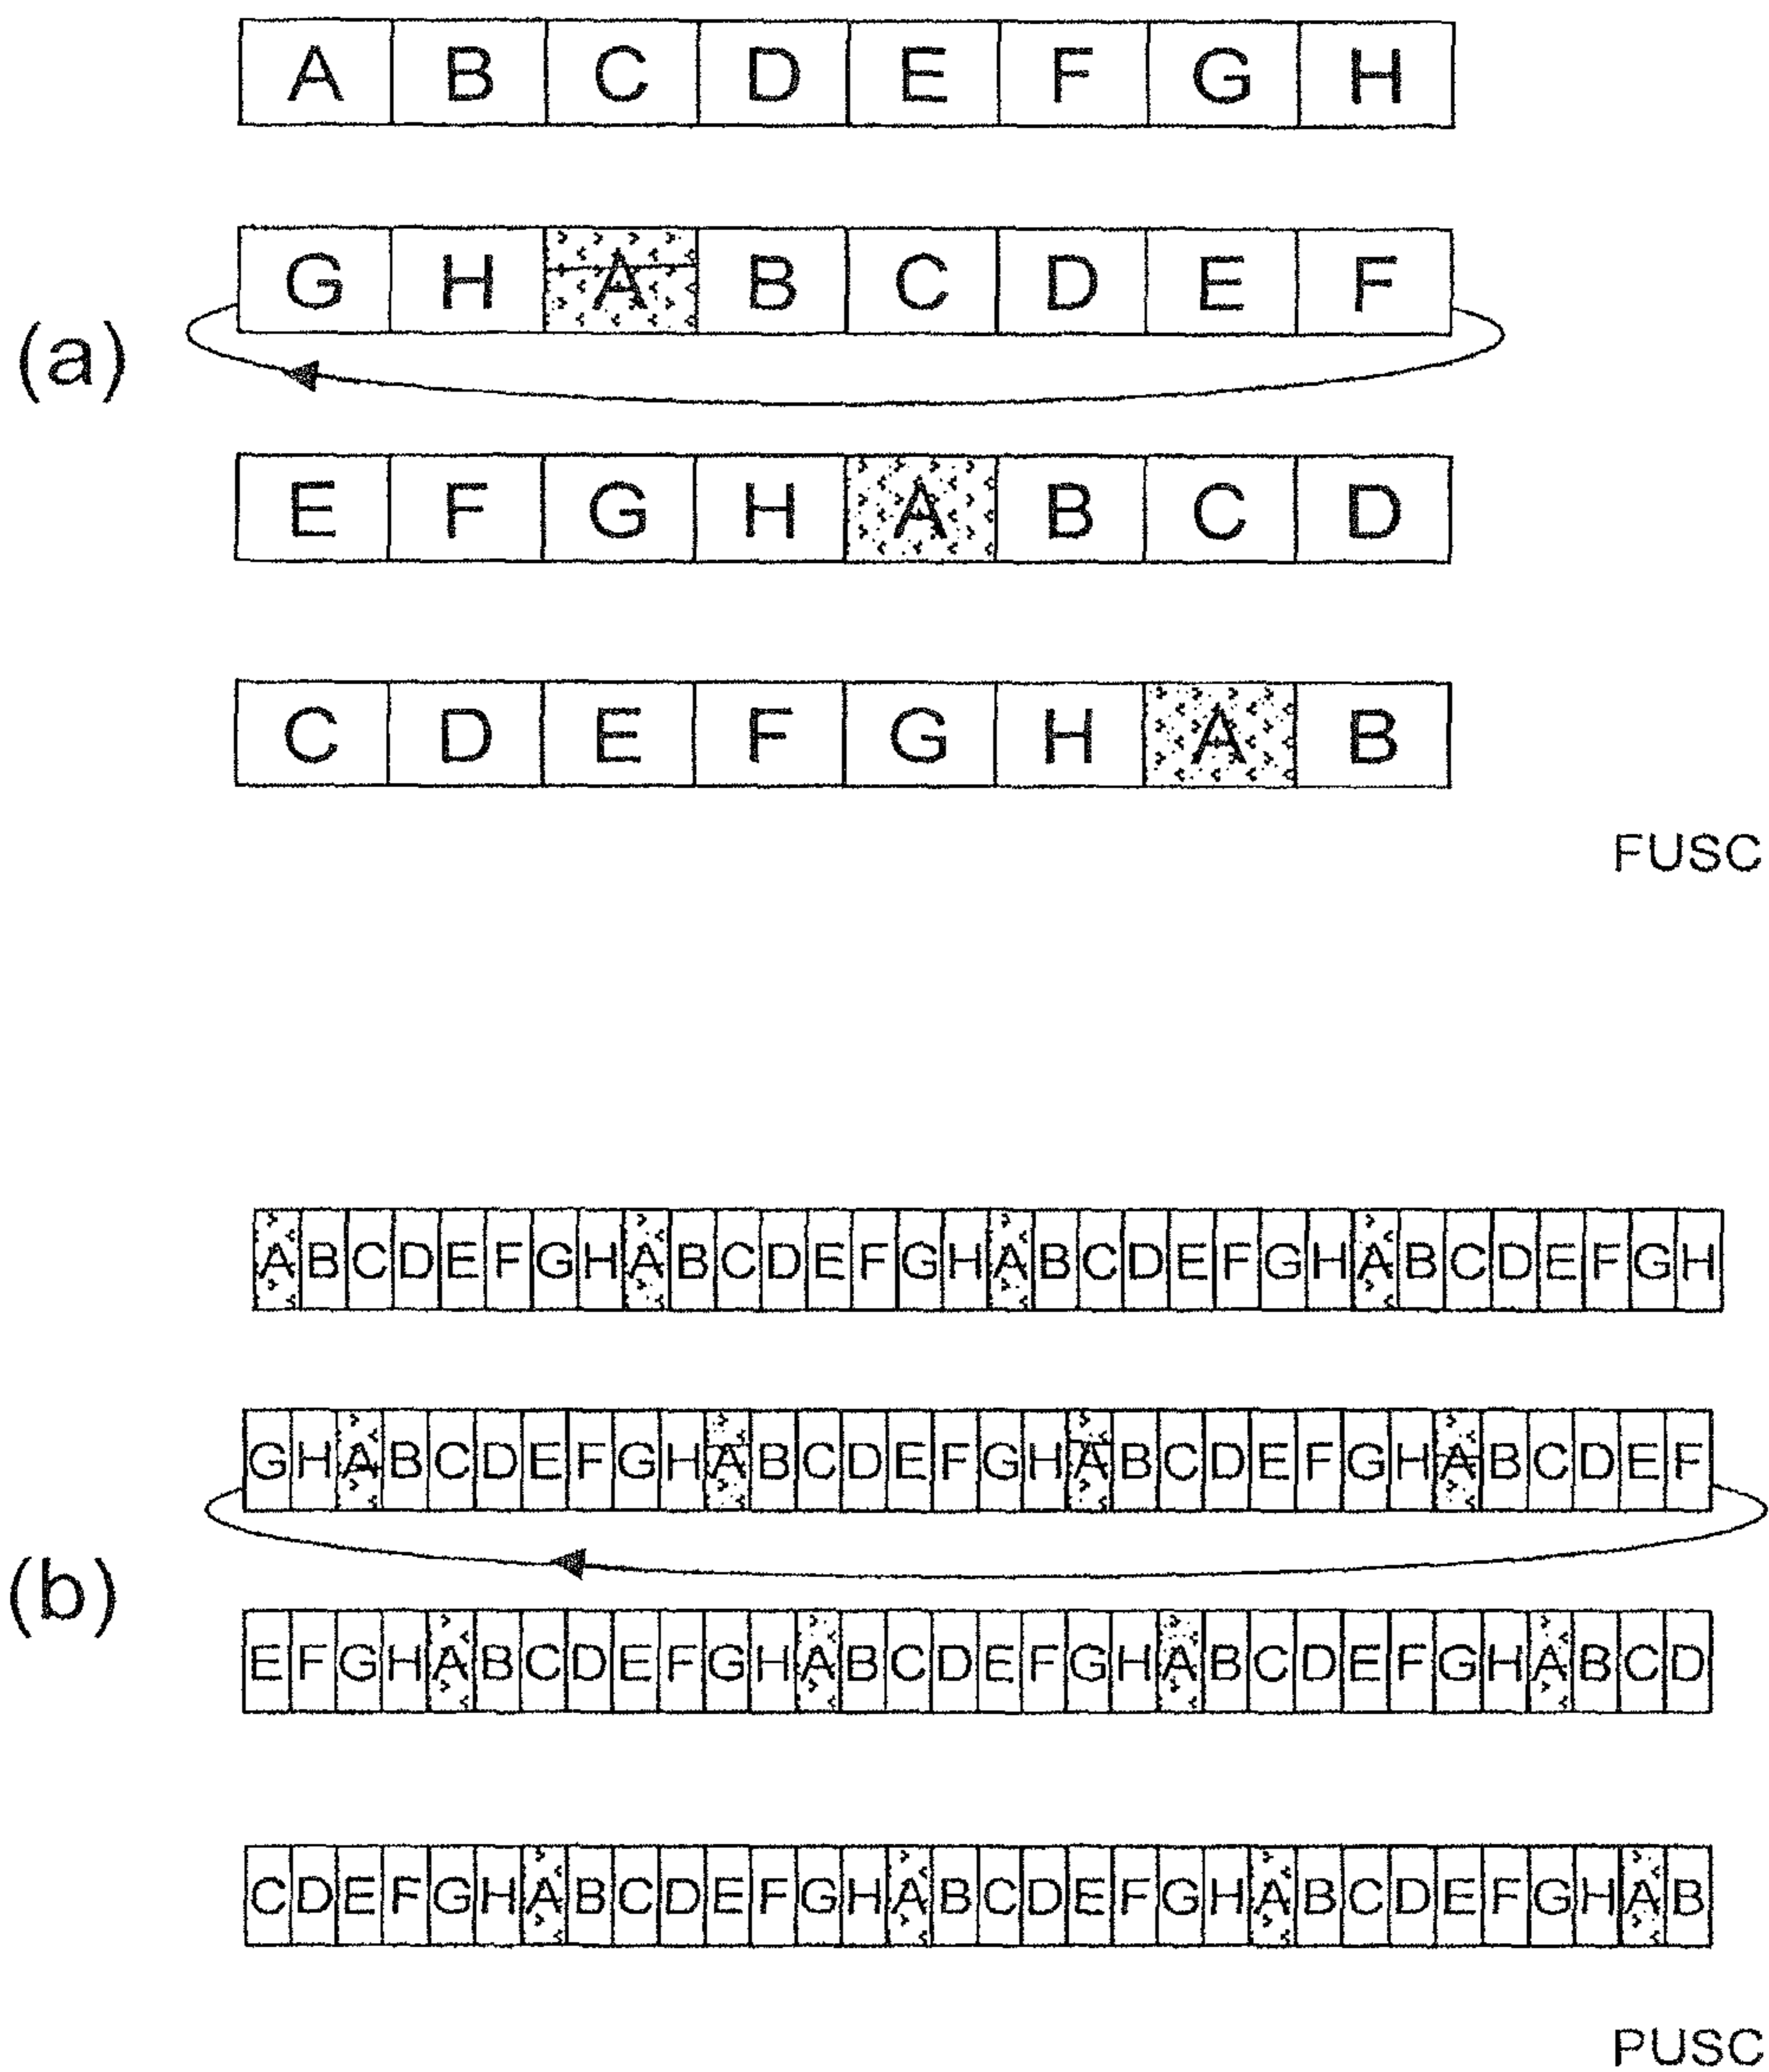 A B C D E F G H
G H A B C D E F
(a)
E F G H A B C D
C D E F G H A B
FUSC
A B C D E F G H A B C D E F G H A B C D E F G H A B C D E F G H
G H A B C D E F G H A B C D E F G H A B C D E F G H A B C D E F
(b)
E F G H A B C D E F G H A B C D E F G H A B C D E F G H A B C D
C D E F G H A B C D E F G H A B C D E F G H A B C D E F G H A B
PUSC